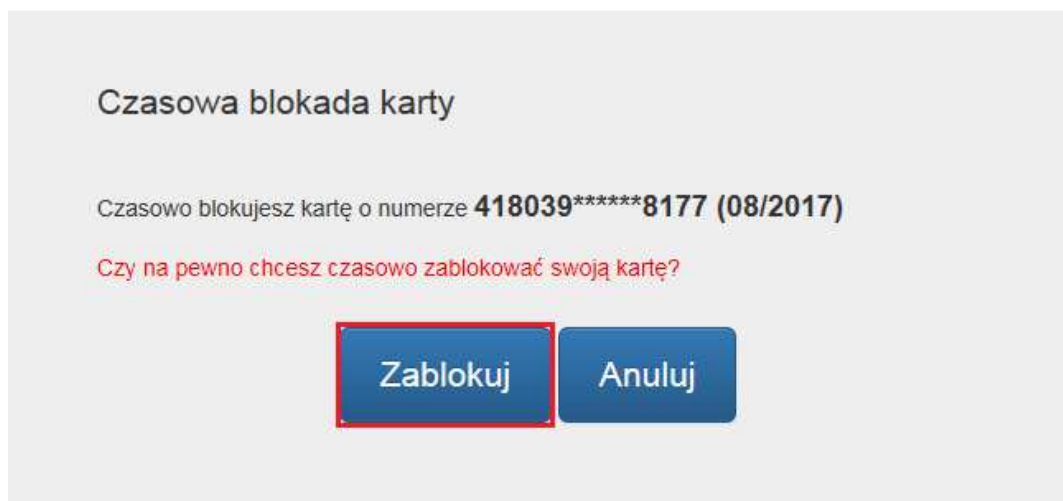 Czasowa blokada karty
Czasowo blokujesz kartę o numerze 418039******8177 (08/2017)
Czy na pewno chcesz czasowo zablokować swoją kartę?
Zablokuj Anuluj